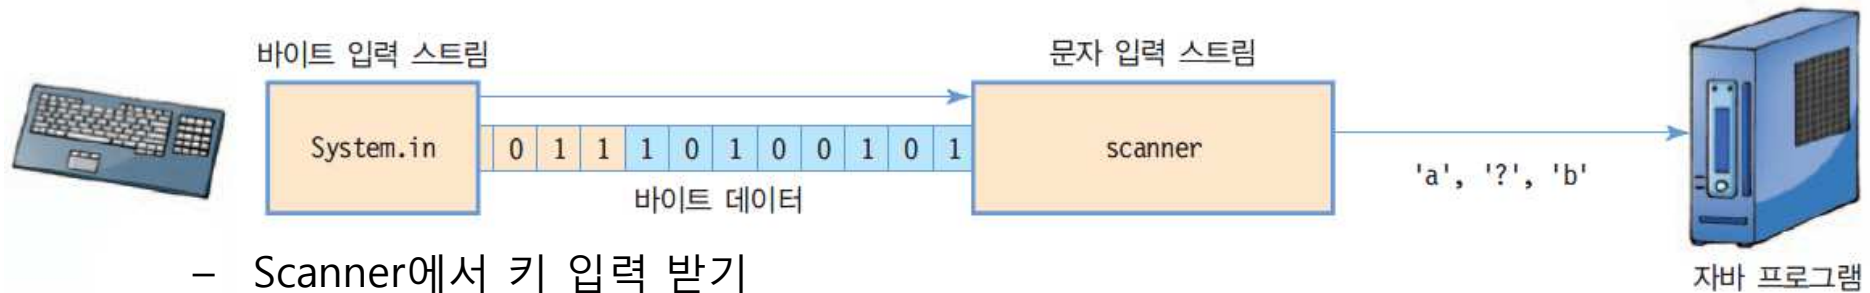 바이트 입력 스트림
문자 입력 스트림
System.in
0 1 1 1 0 1 0 0 1 0 1
scanner
바이트 데이터
'a', '?', 'b'
– Scanner에서 키 입력 받기
자바 프로그램